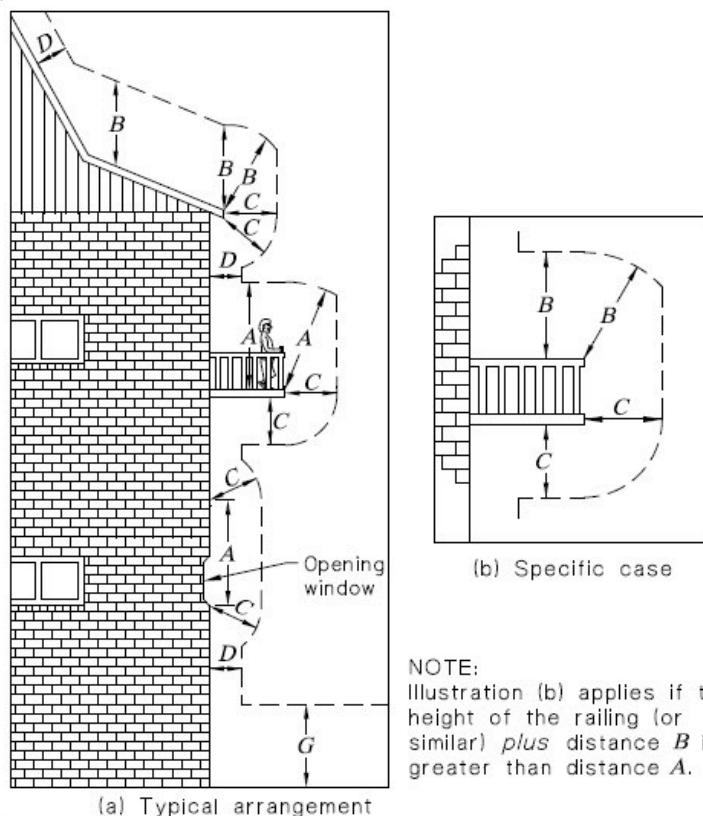 D
B
B
B
C
C
D
A
A
C
C
C
A
Opening
window
C
D
G
(a) Typical arrangement
B
B
C
C
(b) Specific case
NOTE:
Illustration (b) applies if t
height of the railing (or
similar) plus distance B i
greater than distance A.